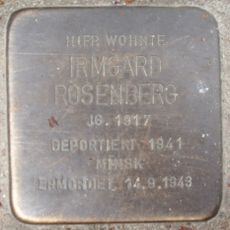 HIER WOHNTE
IRMGARD
ROSENBERG
JG. 1917
DEPORTIERT 1941
MINSK
ERMORDET 14.9.1943